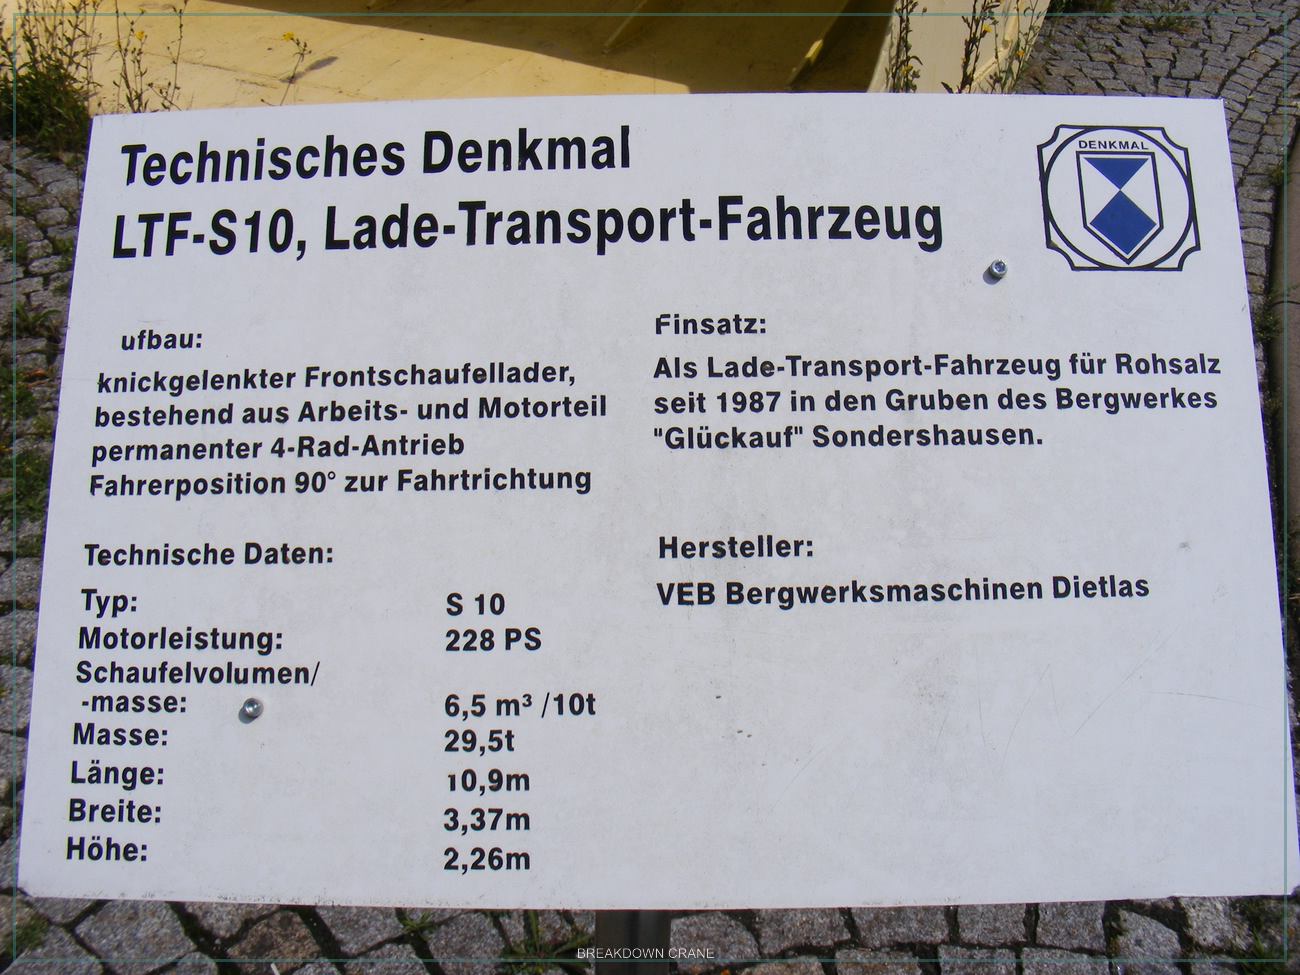 Technisches Denkmal
LTF-S10, Lade-Transport-Fahrzeug
DENKMAL
ufbau:
knickgelenkter Frontschaufellader,
bestehend aus Arbeits- und Motorteil
permanenter 4-Rad-Antrieb
Fahrerposition 90° zur Fahrtrichtung
Finsatz:
Als Lade-Transport-Fahrzeug für Rohsalz
seit 1987 in den Gruben des Bergwerkes
"Glückauf" Sondershausen.
Technische Daten:
Typ: S 10
Motorleistung: 228 PS
Schaufelvolumen/
-masse: 6,5 m³ /10t
Masse: 29,5t
Länge: 10,9m
Breite: 3,37m
Höhe: 2,26m
Hersteller:
VEB Bergwerksmaschinen Dietlas
BREAKDOWN CRANE